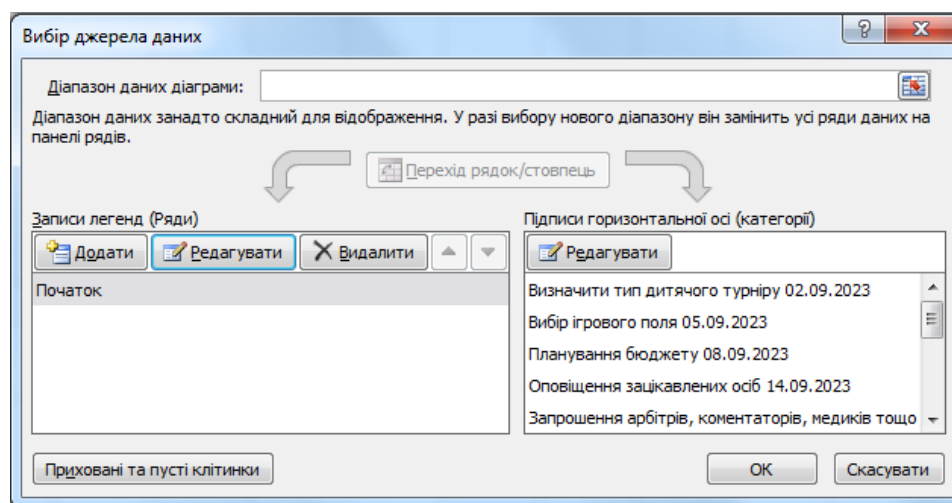 Вибір джерела даних
Діапазон даних діаграми:
Діапазон даних занадто складний для відображення. У разі вибору нового діапазону він замінить усі ряди даних на
панелі рядів.
Перехід рядок/стовпець
Записи легенд (Ряди)
Підписи горизонтальної осі (категорії)
Додати Редагувати Видалити
Редагувати
Початок
Визначити тип дитячого турніру 02.09.2023
Вибір ігрового поля 05.09.2023
Планування бюджету 08.09.2023
Оповіщення зацікавлених осіб 14.09.2023
Запрошення арбітрів, коментаторів, медиків тощо
Приховані та пусті клітинки
ОК
Скасувати